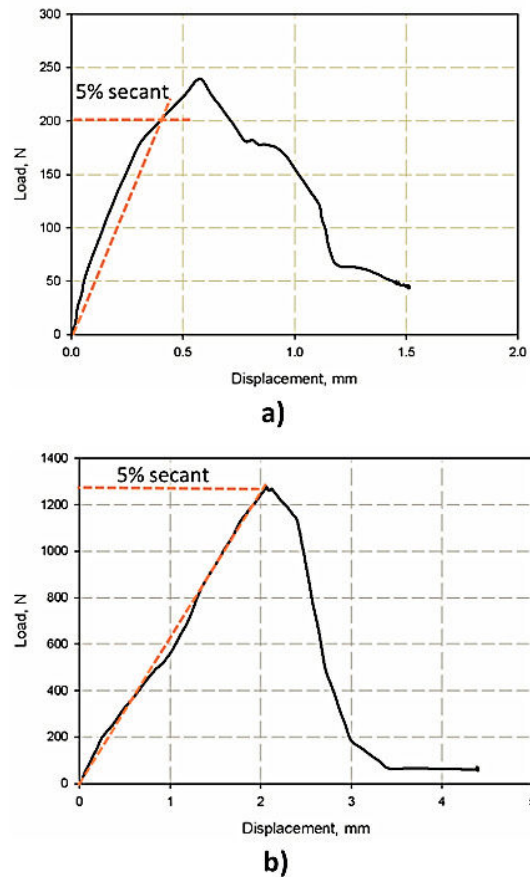 300
250
5% secant
200
150
100
50
0
Load, N
0.0 0.5 1.0 1.5 2.0
Displacement, mm
a)
1400
5% secant
1200
1000
800
600
400
200
0
Load, N
0 1 2 3 4 5
Displacement, mm
b)